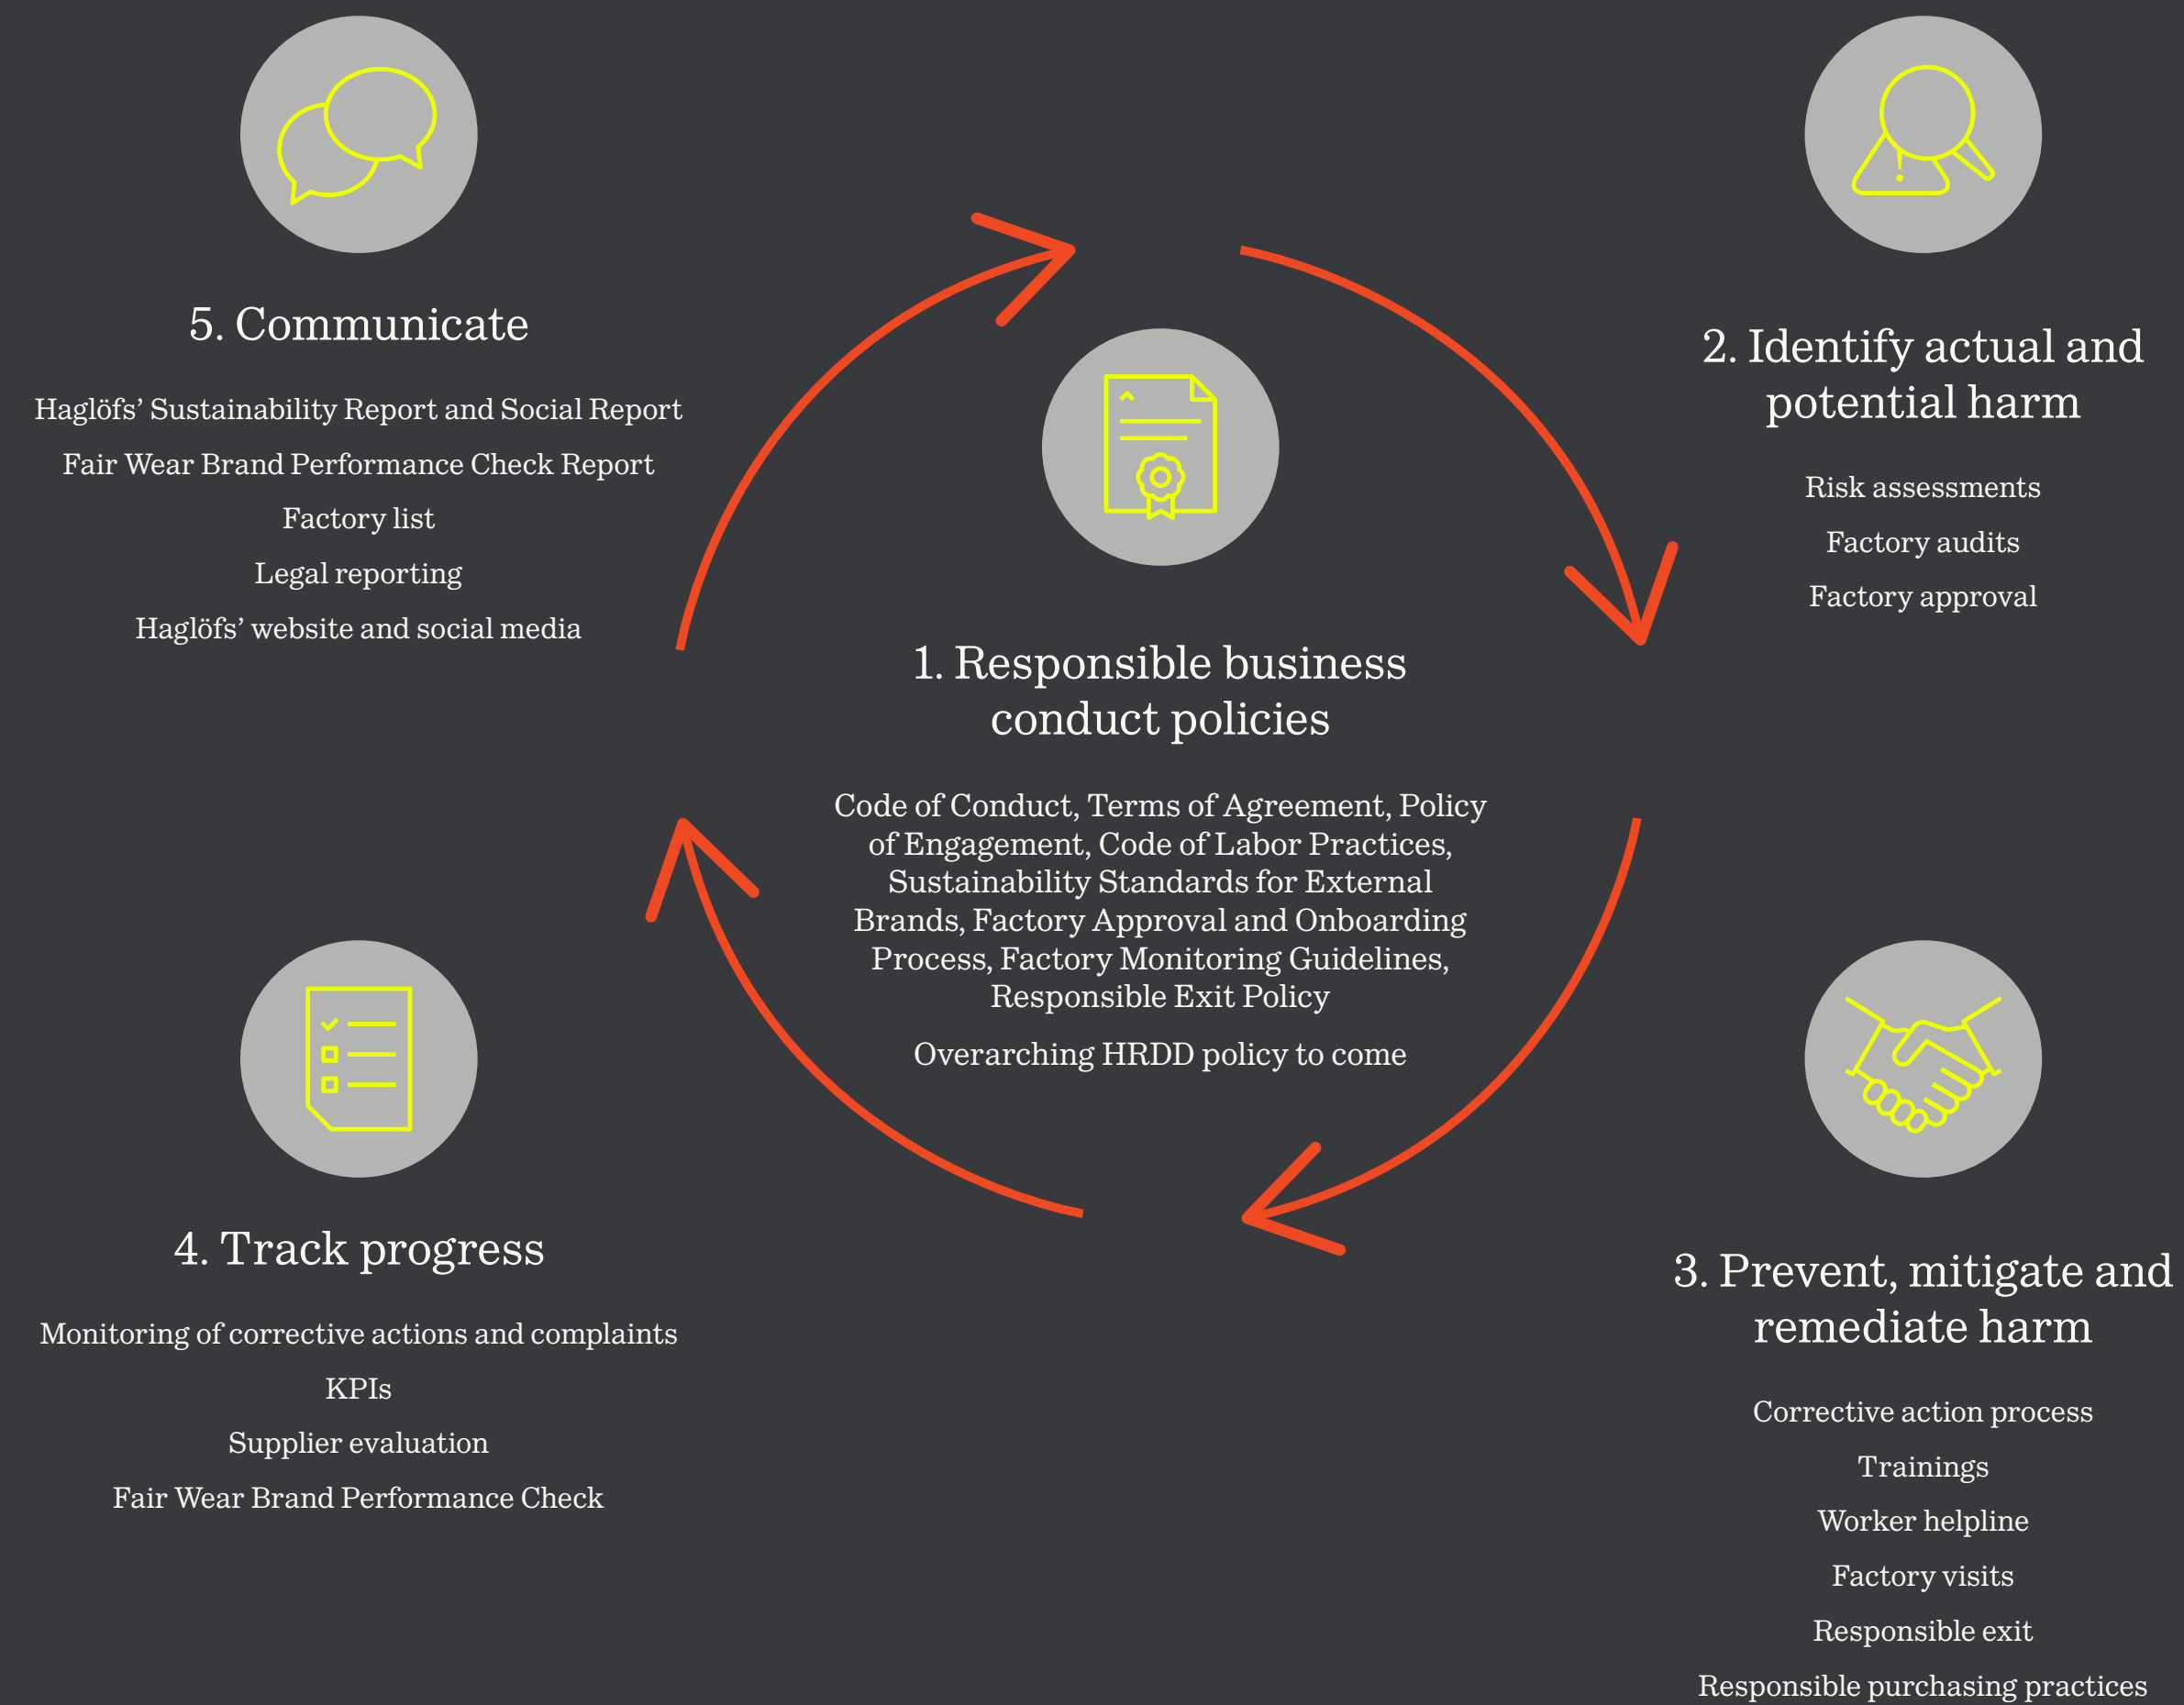 5. Communicate
Haglöfs’ Sustainability Report and Social Report
Fair Wear Brand Performance Check Report
Factory list
Legal reporting
Haglöfs’ website and social media
1. Responsible business
conduct policies
Code of Conduct, Terms of Agreement, Policy
of Engagement, Code of Labor Practices,
Sustainability Standards for External
Brands, Factory Approval and Onboarding
Process, Factory Monitoring Guidelines,
Responsible Exit Policy
Overarching HRDD policy to come
2. Identify actual and
potential harm
Risk assessments
Factory audits
Factory approval
4. Track progress
Monitoring of corrective actions and complaints
KPIs
Supplier evaluation
Fair Wear Brand Performance Check
3. Prevent, mitigate and
remediate harm
Corrective action process
Trainings
Worker helpline
Factory visits
Responsible exit
Responsible purchasing practices